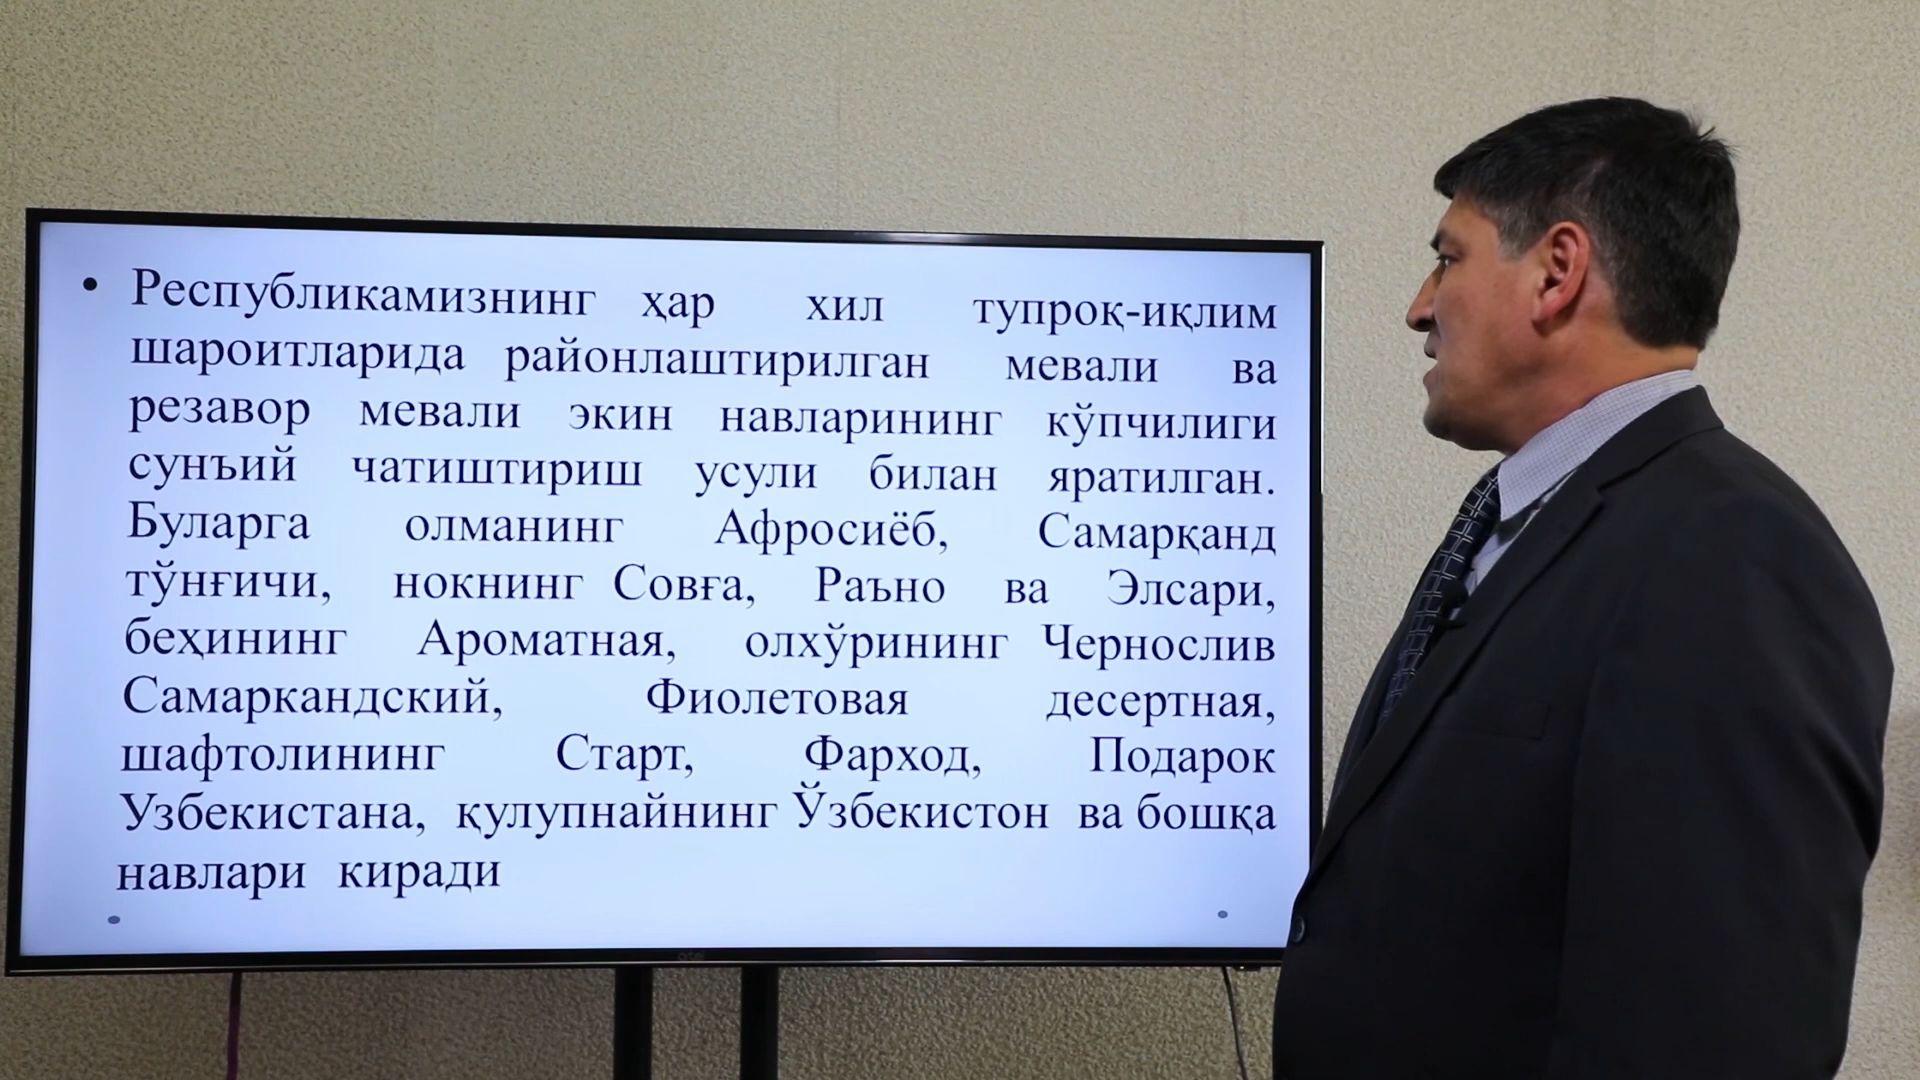 • Республикамизнинг ҳар хил тупроқ-иқлим
шароитларида районлаштирилган мевали ва
резавор мевали экин навларининг кўпчилиги
сунъий чатиштириш усули билан яратилган.
Буларга олманинг Афросиёб, Самарқанд
тўнғичи, нокнинг Совға, Раъно ва Элсари,
беҳининг Ароматная, олхўрининг Чернослив
Самаркандский, Фиолетовая десертная,
шафтолининг Старт, Фарход, Подарок
Узбекистана, қулупнайнинг Ўзбекистон ва бошқа
навлари киради